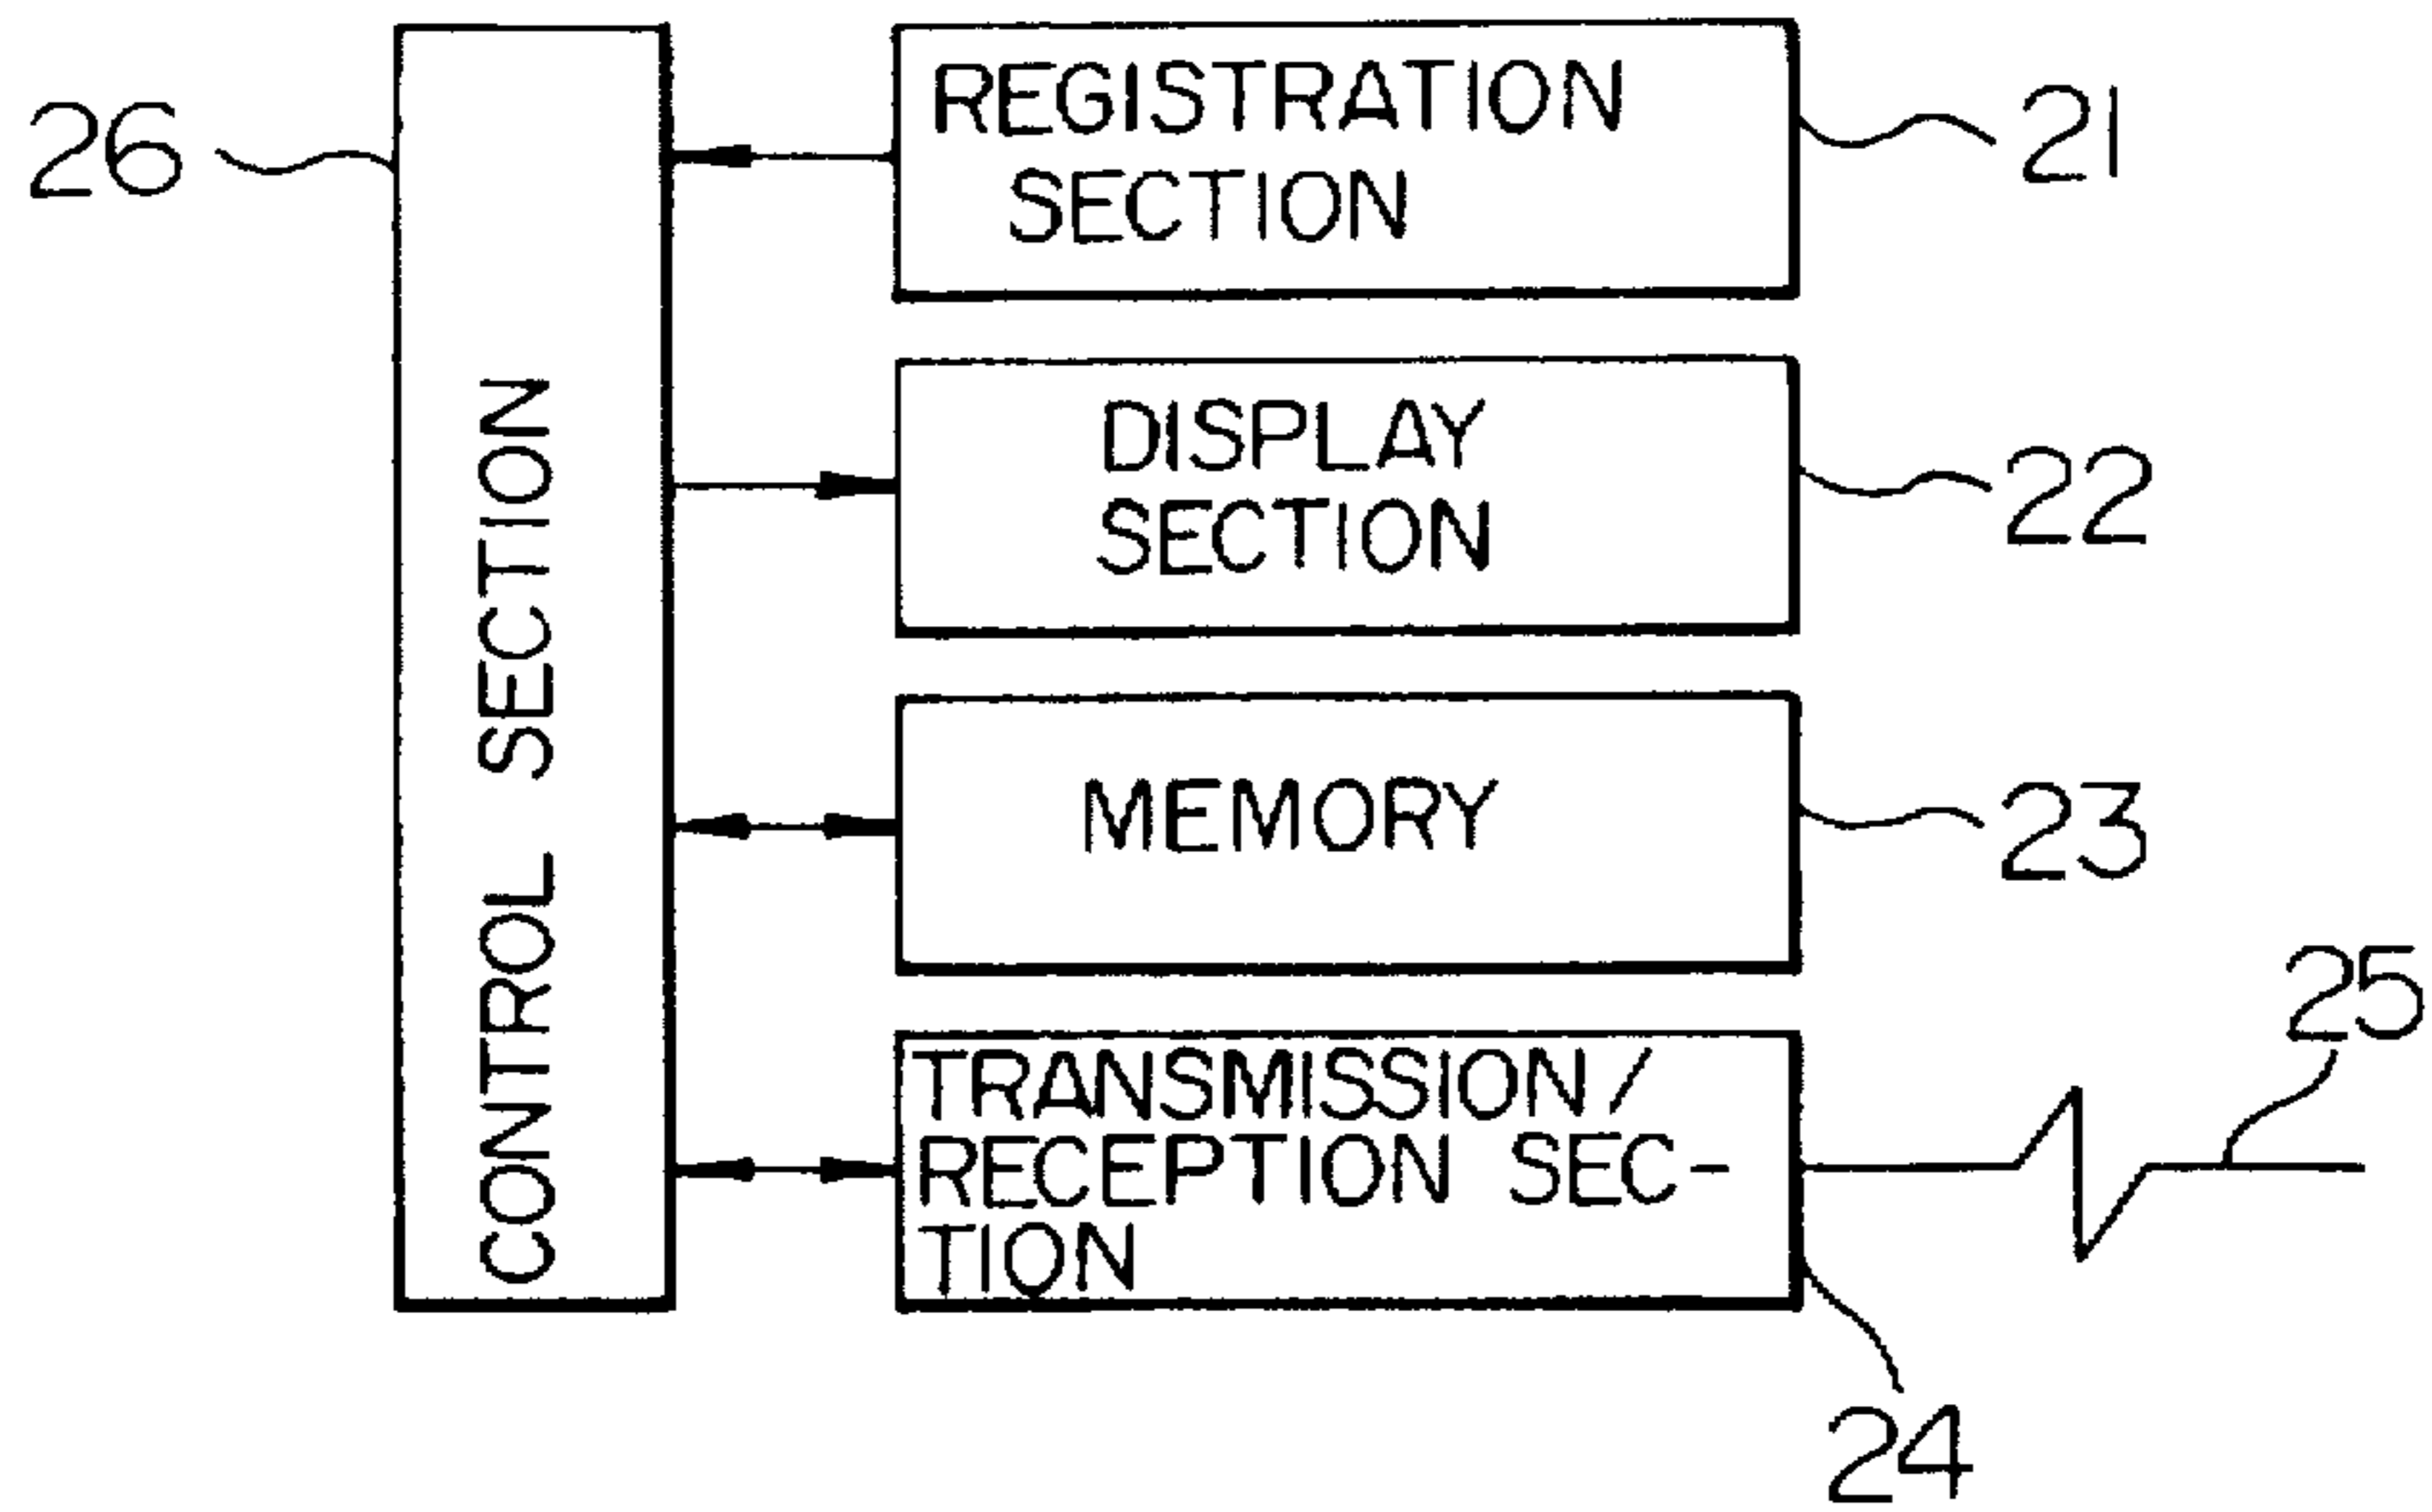 26
CONTROL SECTION
REGISTRATION
SECTION
21
DISPLAY
SECTION
22
MEMORY
23
TRANSMISSION/
RECEPTION SEC-
TION
25
24